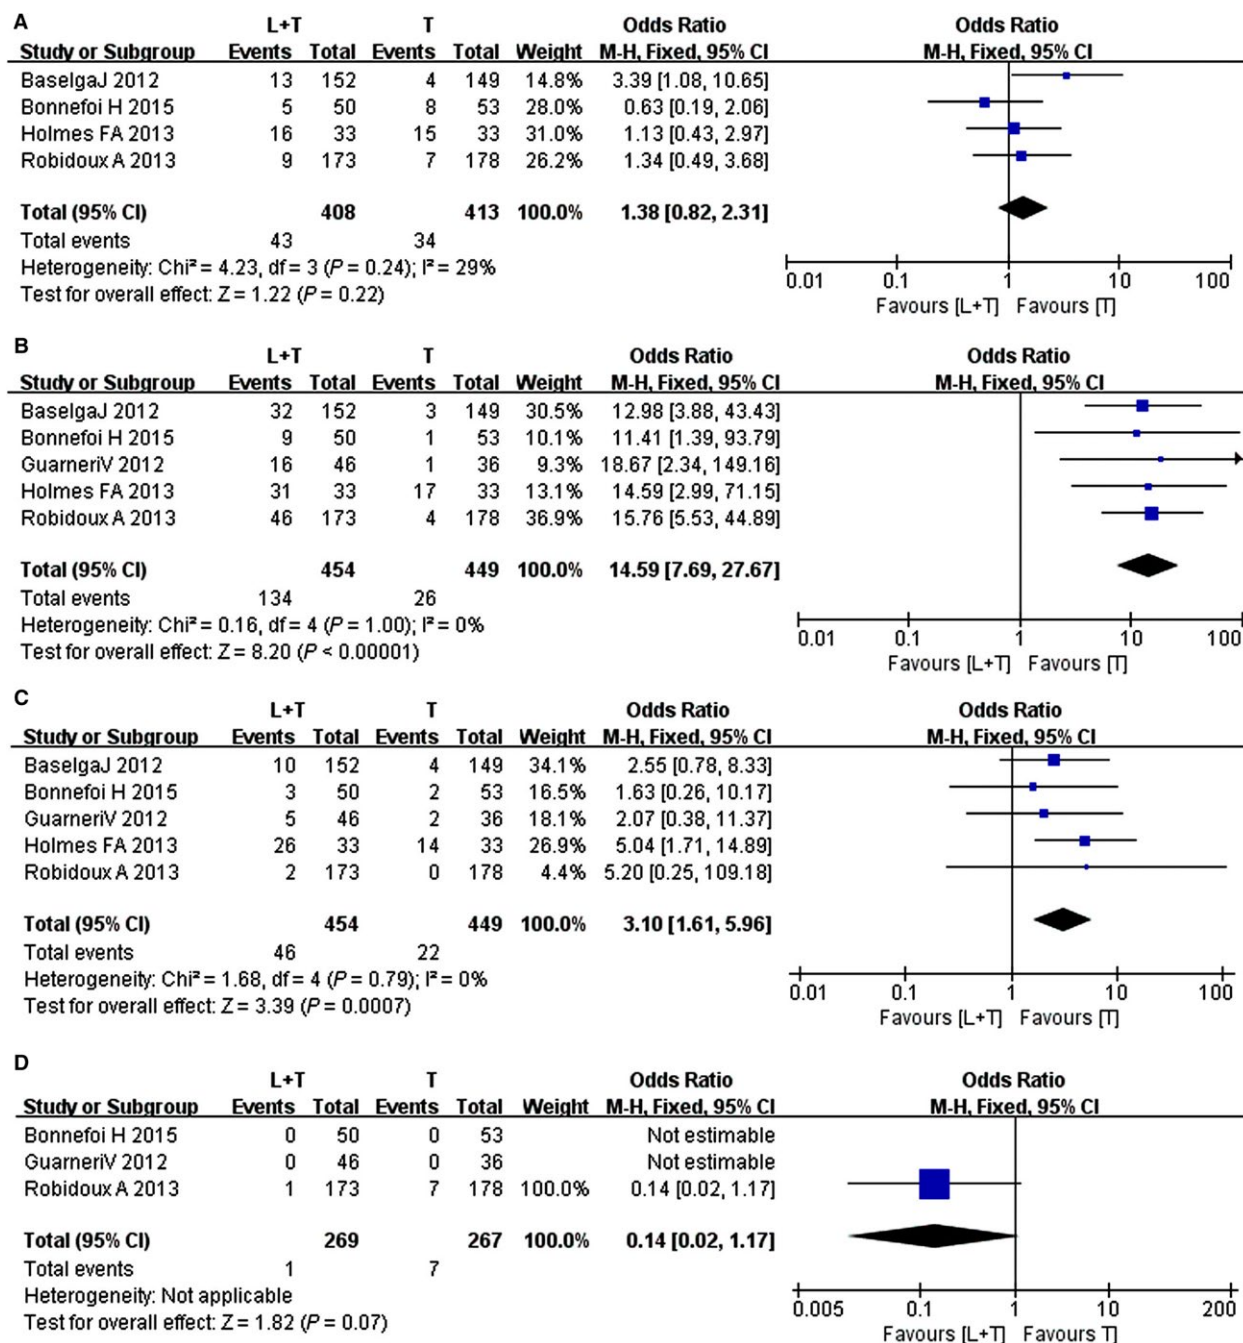 A
L+T T Odds Ratio Odds Ratio
Study or Subgroup Events Total Events Total Weight M-H, Fixed, 95% CI M-H, Fixed, 95% CI
BaselgaJ 2012 13 152 4 149 14.8% 3.39 [1.08, 10.65]
Bonnefoi H 2015 5 50 8 53 28.0% 0.63 [0.19, 2.06]
Holmes FA 2013 16 33 15 33 31.0% 1.13 [0.43, 2.97]
Robidoux A 2013 9 173 7 178 26.2% 1.34 [0.49, 3.68]
Total (95% CI) 408 413 100.0% 1.38 [0.82, 2.31]
Total events 43 34
Heterogeneity: Chi² = 4.23, df = 3 (P = 0.24); I² = 29%
Test for overall effect: Z = 1.22 (P = 0.22)
0.01 0.1 1 10 100
Favours [L+T] Favours [T]
B
L+T T Odds Ratio Odds Ratio
Study or Subgroup Events Total Events Total Weight M-H, Fixed, 95% CI M-H, Fixed, 95% CI
BaselgaJ 2012 32 152 3 149 30.5% 12.98 [3.88, 43.43]
Bonnefoi H 2015 9 50 1 53 10.1% 11.41 [1.39, 93.79]
GuarneriV 2012 16 46 1 36 9.3% 18.67 [2.34, 149.16]
Holmes FA 2013 31 33 17 33 13.1% 14.59 [2.99, 71.15]
Robidoux A 2013 46 173 4 178 36.9% 15.76 [5.53, 44.89]
Total (95% CI) 454 449 100.0% 14.59 [7.69, 27.67]
Total events 134 26
Heterogeneity: Chi² = 0.16, df = 4 (P = 1.00); I² = 0%
Test for overall effect: Z = 8.20 (P < 0.00001)
0.01 0.1 1 10 100
Favours [L+T] Favours [T]
C
L+T T Odds Ratio Odds Ratio
Study or Subgroup Events Total Events Total Weight M-H, Fixed, 95% CI M-H, Fixed, 95% CI
BaselgaJ 2012 10 152 4 149 34.1% 2.55 [0.78, 8.33]
Bonnefoi H 2015 3 50 2 53 16.5% 1.63 [0.26, 10.17]
GuarneriV 2012 5 46 2 36 18.1% 2.07 [0.38, 11.37]
Holmes FA 2013 26 33 14 33 26.9% 5.04 [1.71, 14.89]
Robidoux A 2013 2 173 0 178 4.4% 5.20 [0.25, 109.18]
Total (95% CI) 454 449 100.0% 3.10 [1.61, 5.96]
Total events 46 22
Heterogeneity: Chi² = 1.68, df = 4 (P = 0.79); I² = 0%
Test for overall effect: Z = 3.39 (P = 0.0007)
0.01 0.1 1 10 100
Favours [L+T] Favours [T]
D
L+T T Odds Ratio Odds Ratio
Study or Subgroup Events Total Events Total Weight M-H, Fixed, 95% CI M-H, Fixed, 95% CI
Bonnefoi H 2015 0 50 0 53 Not estimable
GuarneriV 2012 0 46 0 36 Not estimable
Robidoux A 2013 1 173 7 178 100.0% 0.14 [0.02, 1.17]
Total (95% CI) 269 267 100.0% 0.14 [0.02, 1.17]
Total events 1 7
Heterogeneity: Not applicable
Test for overall effect: Z = 1.82 (P = 0.07)
0.005 0.1 1 10 200
Favours [L+T] Favours T]